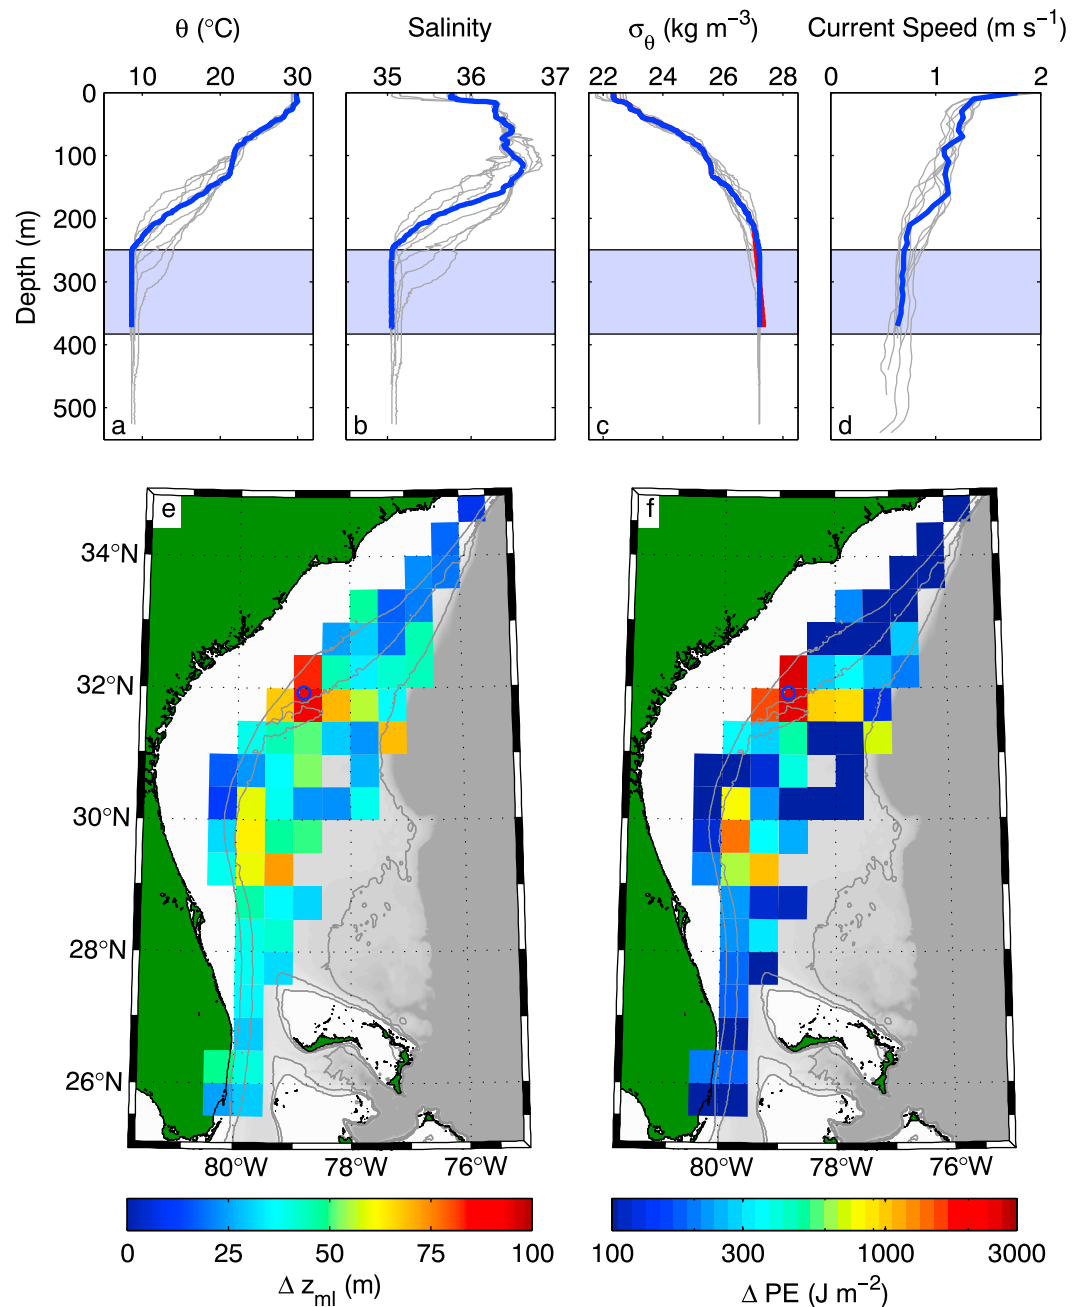 θ (°C) Salinity σθ (kg m−3) Current Speed (m s−1)
10 20 30 35 36 37 22 24 26 28 0 1 2
0
100
200
300
400
500
Depth (m)
a b c d
e f
34°N
32°N
30°N
28°N
26°N
80°W 78°W 76°W 80°W 78°W 76°W
0 25 50 75 100 100 300 1000 3000
Δ zml (m) Δ PE (J m−2)